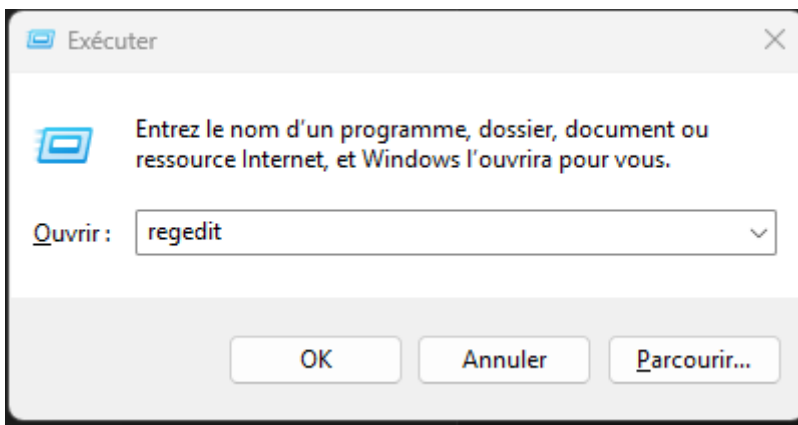 Exécuter
Entrez le nom d'un programme, dossier, document ou
ressource Internet, et Windows l'ouvrira pour vous.
Ouvrir : regedit
OK Annuler Parcourir...